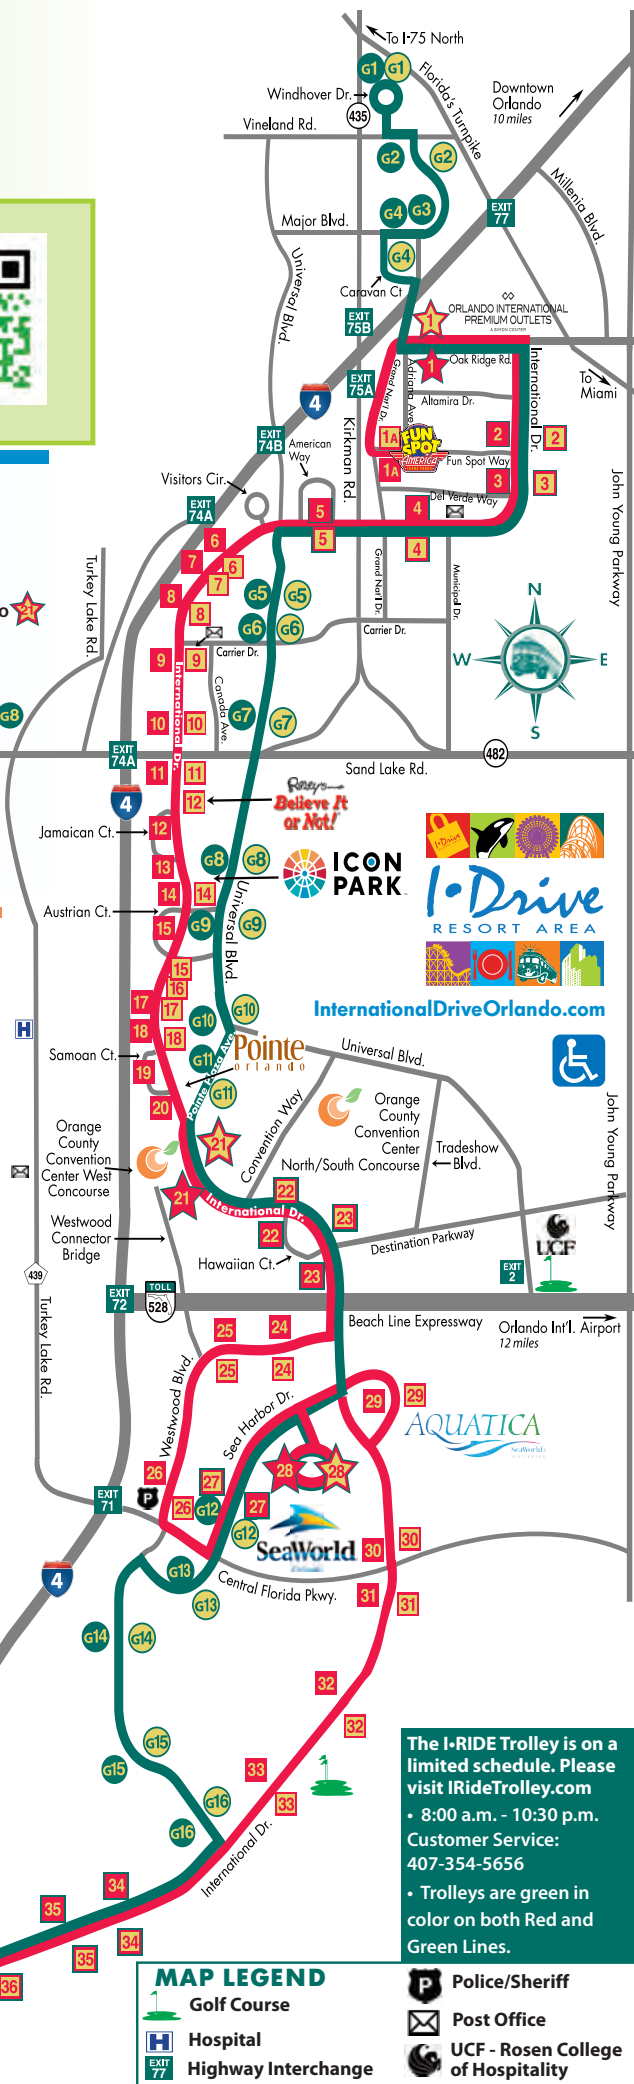 To I-75 North
G1
G1
Windhover Dr.
Florida's Turnpike
Downtown
Orlando
10 miles
435
Vineland Rd.
G2
G2
Millenia Blvd.
G4
G3
EXIT
77
Major Blvd.
Universal Blvd.
G4
Caravan Ct
EXIT
75B
1
ORLANDO INTERNATIONAL
PREMIUM OUTLETS
A SIMON CENTER
1
Oak Ridge Rd.
International Dr.
EXIT
75A
Grand Nat'l Dr.
Adriana Ave.
To
Miami
4
Kirkman Rd.
Altamira Dr.
EXIT
74B
American
Way
1A
FUN
SPOT
AMERICA
2
2
Fun Spot Way
1A
Visitors Cir.
3
3
John Young Parkway
Del Verde Way
EXIT
74A
5
4
5
4
6
7
6
7
8
8
Turkey Lake Rd.
o
21
G5
G5
Grand Nat'l Dr.
Municipal Dr.
N
W
E
S
G6
G6
Carrier Dr.
Carrier Dr.
9
9
International Dr.
Canada Ave.
G8
10
10
G7
G7
EXIT
74A
482
Sand Lake Rd.
11
11
4
12
Ripley's
Believe It
or Not!
12
Jamaican Ct.
13
G8
G8
ICON
PARK
I•Drive
RESORT AREA
14
14
Universal Blvd.
Austrian Ct.
15
G9
G9
15
16
17
17
InternationalDriveOrlando.com
G10
G10
18
18
H
Samoan Ct.
19
G11
Pointe
orlando
Universal Blvd.
Pointe Plaza Ave.
G11
20
Convention Way
Orange
County
Convention
Center
North/South Concourse
Tradeshow
Blvd.
John Young Parkway
Orange
County
Convention
Center West
Concourse
21
21
22
International Dr.
23
22
Westwood
Connector
Bridge
Destination Parkway
UCF
Hawaiian Ct.
23
EXIT
2
439
EXIT
72
TOLL
528
Beach Line Expressway
Orlando Int'l. Airport
12 miles
Turkey Lake Rd.
25
24
25
24
Westwood Blvd.
Sea Harbor Dr.
29
29
AQUATICA
SeaWorld's
26
27
28
28
EXIT
71
P
26
G12
27
G12
SeaWorld
Orlando
30
30
4
G13
Central Florida Pkwy.
G13
31
31
G14
G14
32
32
G15
G15
33
33
G16
G16
International Dr.
The I•RIDE Trolley is on a
limited schedule. Please
visit IRideTrolley.com
• 8:00 a.m. - 10:30 p.m.
Customer Service:
407-354-5656
• Trolleys are green in
color on both Red and
Green Lines.
34
35
34
35
36
MAP LEGEND
Golf Course
H
Hospital
EXIT
77
Highway Interchange
P
Police/Sheriff
Post Office
UCF - Rosen College
of Hospitality